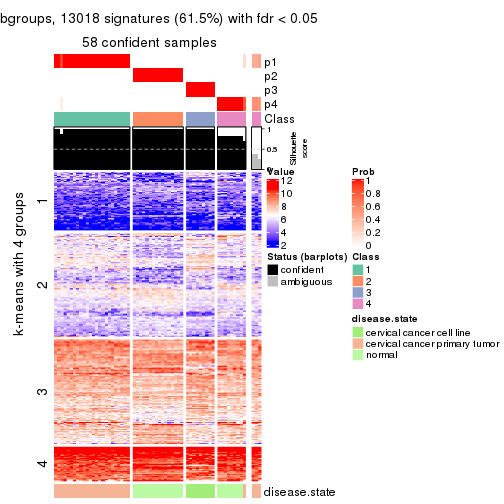 bgroups, 13018 signatures (61.5%) with fdr < 0.05
58 confident samples
p1
p2
p3
p4
Class
1
0.5
0
Silhouette
score
k-means with 4 groups
1
2
3
4
disease.state
Value
12
10
8
6
4
2
Prob
1
0.8
0.6
0.4
0.2
0
Status (barplots)
confident
ambiguous
Class
1
2
3
4
disease.state
cervical cancer cell line
cervical cancer primary tumor
normal